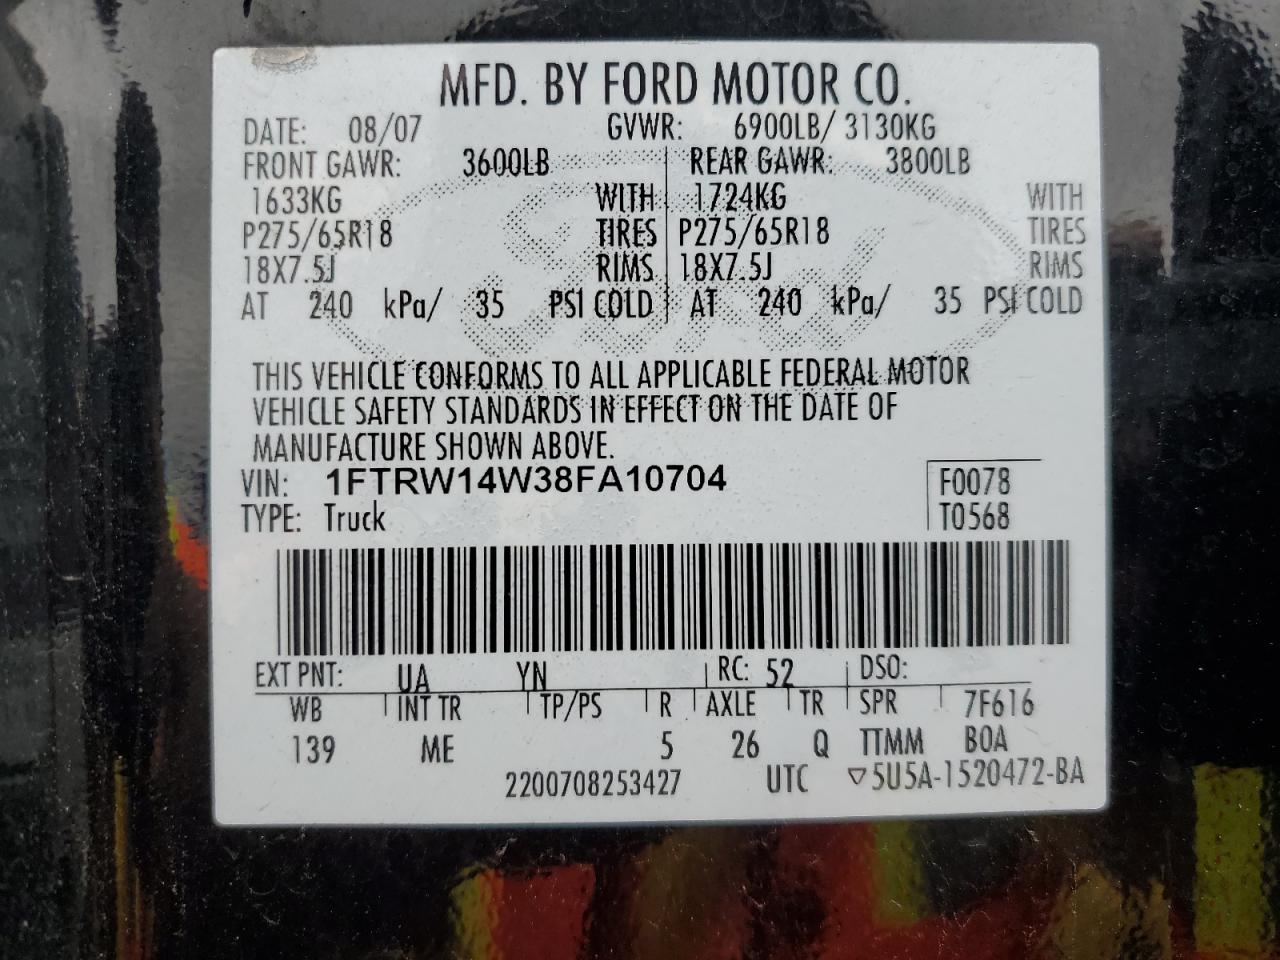 MFD. BY FORD MOTOR CO.
DATE: 08/07 GVWR: 6900LB/ 3130KG
FRONT GAWR: 3600LB REAR GAWR: 3800LB
1633KG WITH 1724KG WITH
P275/65R18 TIRES P275/65R18 TIRES
18X7.5J RIMS 18X7.5J RIMS
AT 240 kPa/ 35 PSI COLD AT 240 kPa/ 35 PSI COLD
THIS VEHICLE CONFORMS TO ALL APPLICABLE FEDERAL MOTOR
VEHICLE SAFETY STANDARDS IN EFFECT ON THE DATE OF
MANUFACTURE SHOWN ABOVE.
VIN: 1FTRW14W38FA10704 F0078
TYPE: Truck T0568
EXT PNT: UA YN RC: 52 DSO:
WB INT TR TP/PS R AXLE TR SPR 7F616
139 ME 5 26 Q TTMM BOA
2200708253427 UTC ▽5U5A-1520472-BA